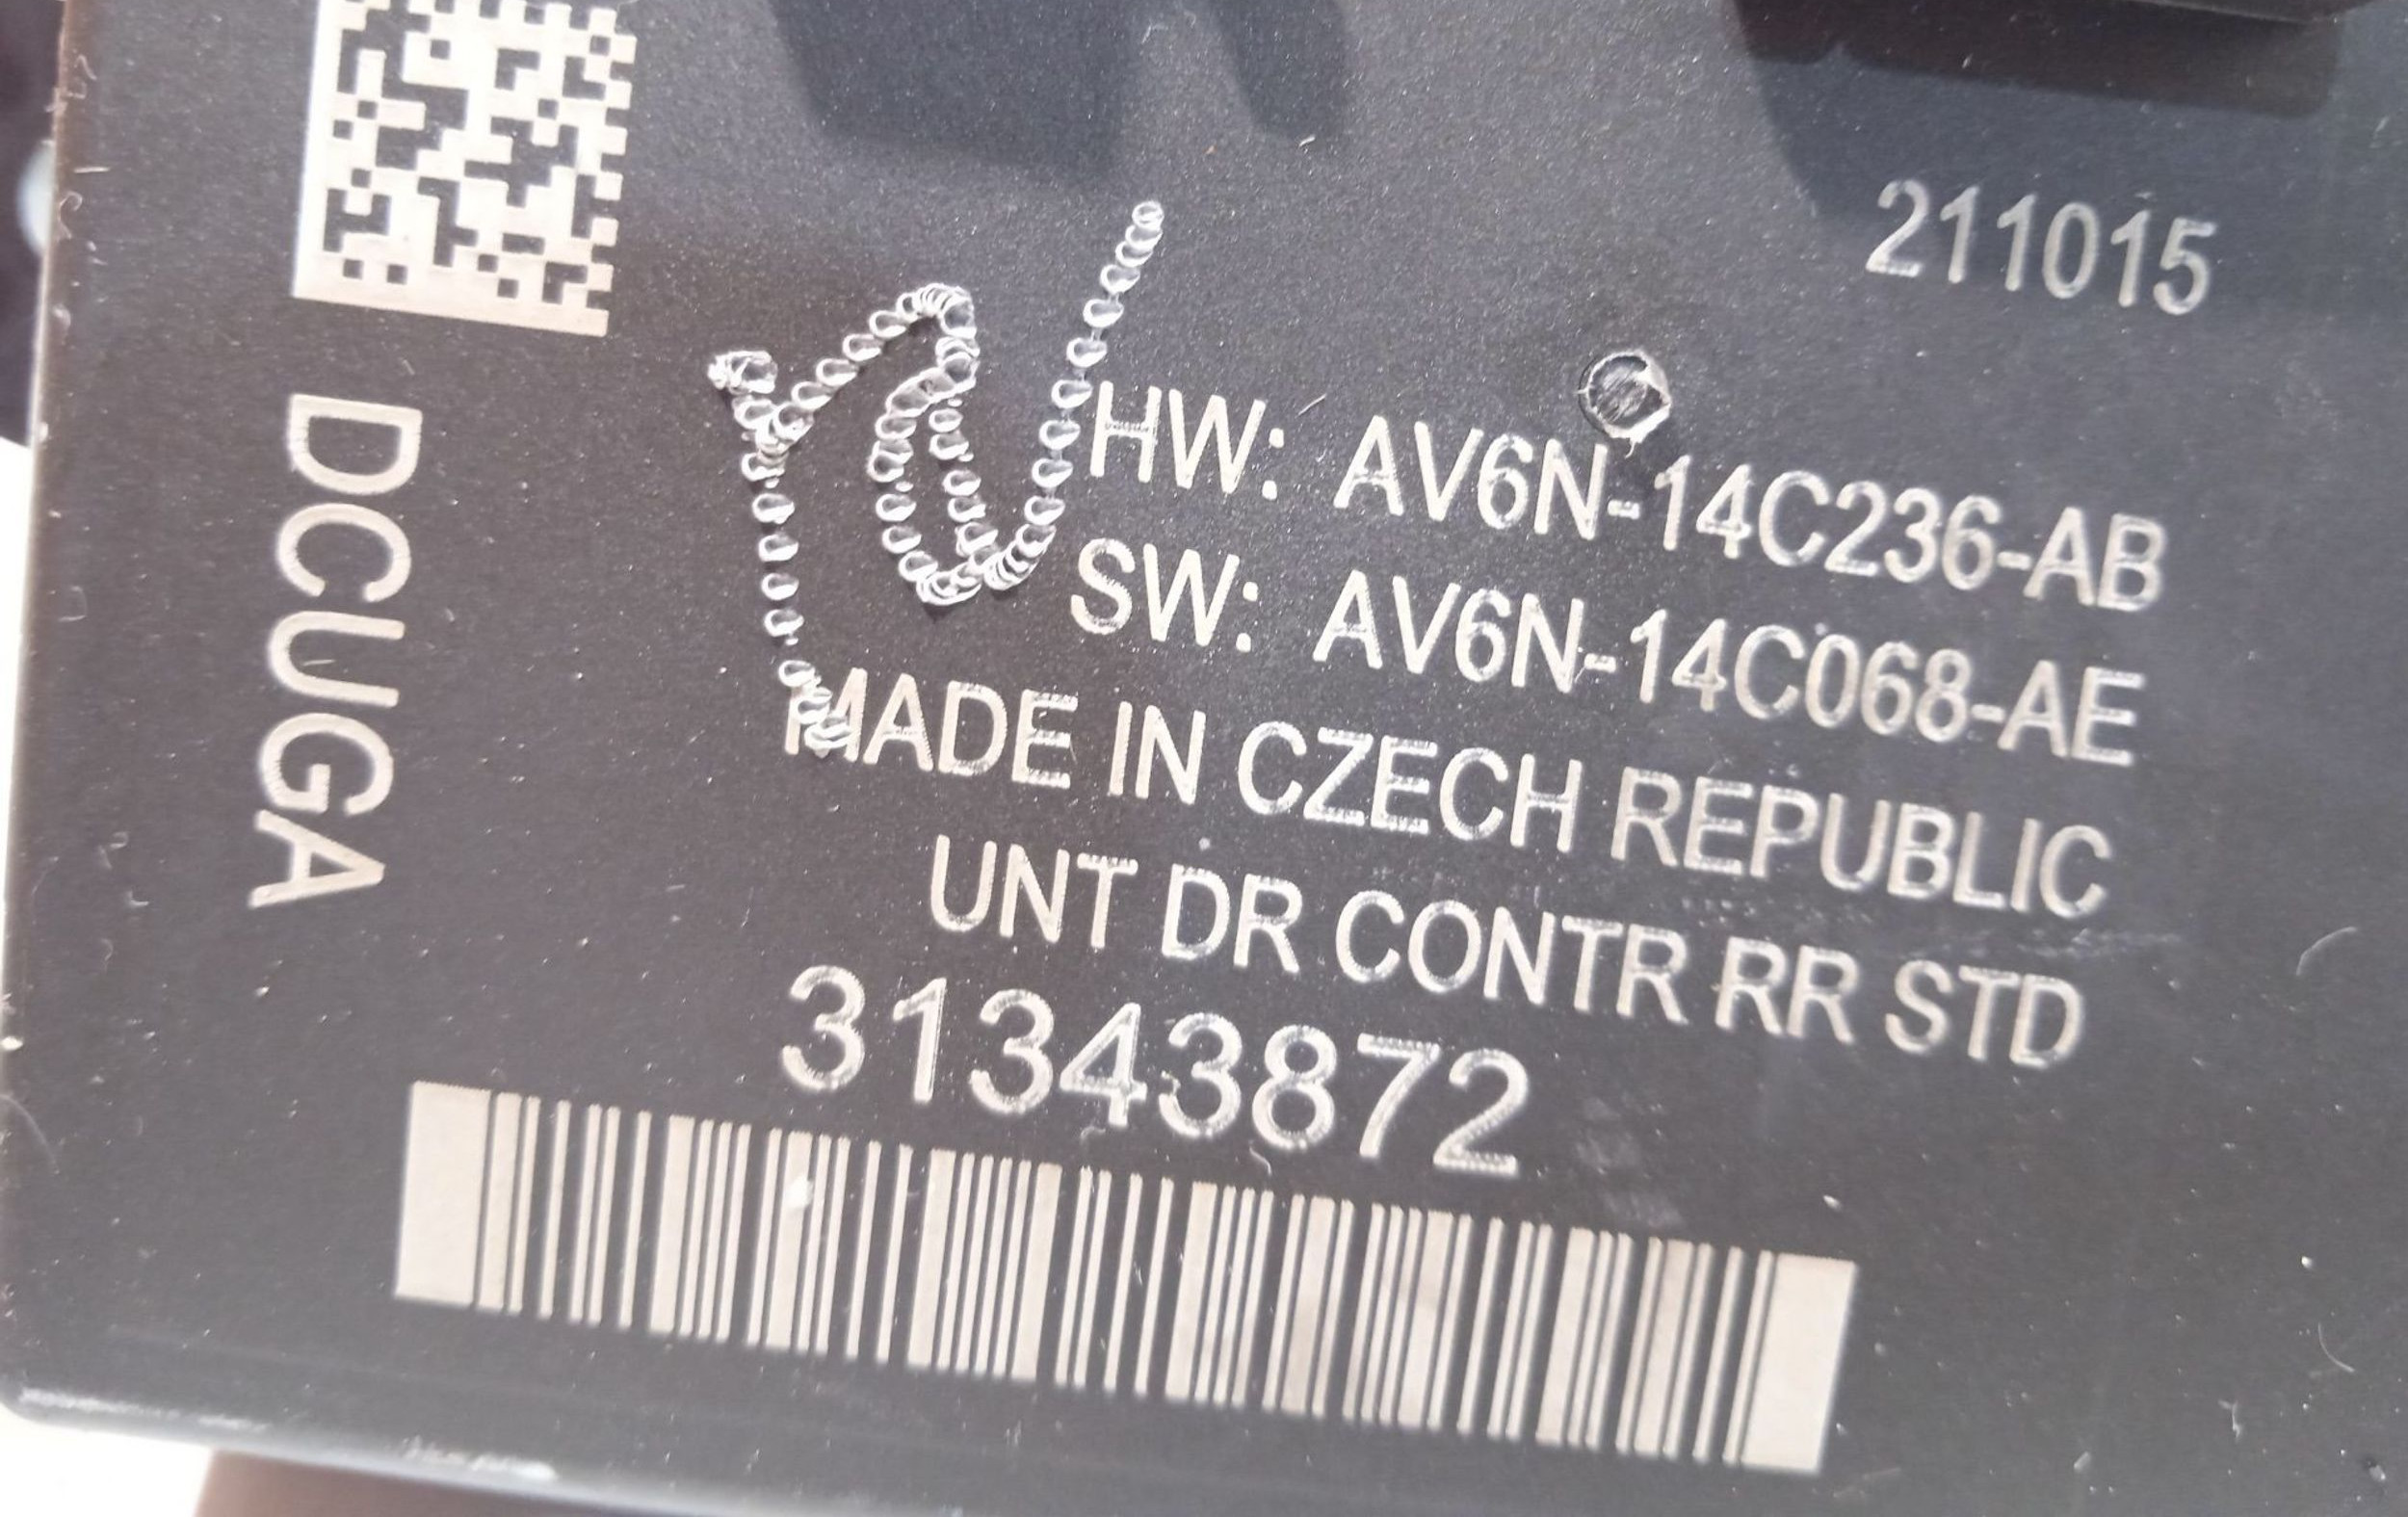 211015
HW: AV6N-14C236-AB
SW: AV6N-14C068-AE
MADE IN CZECH REPUBLIC
UNT DR CONTR RR STD
31343872
DCUGA